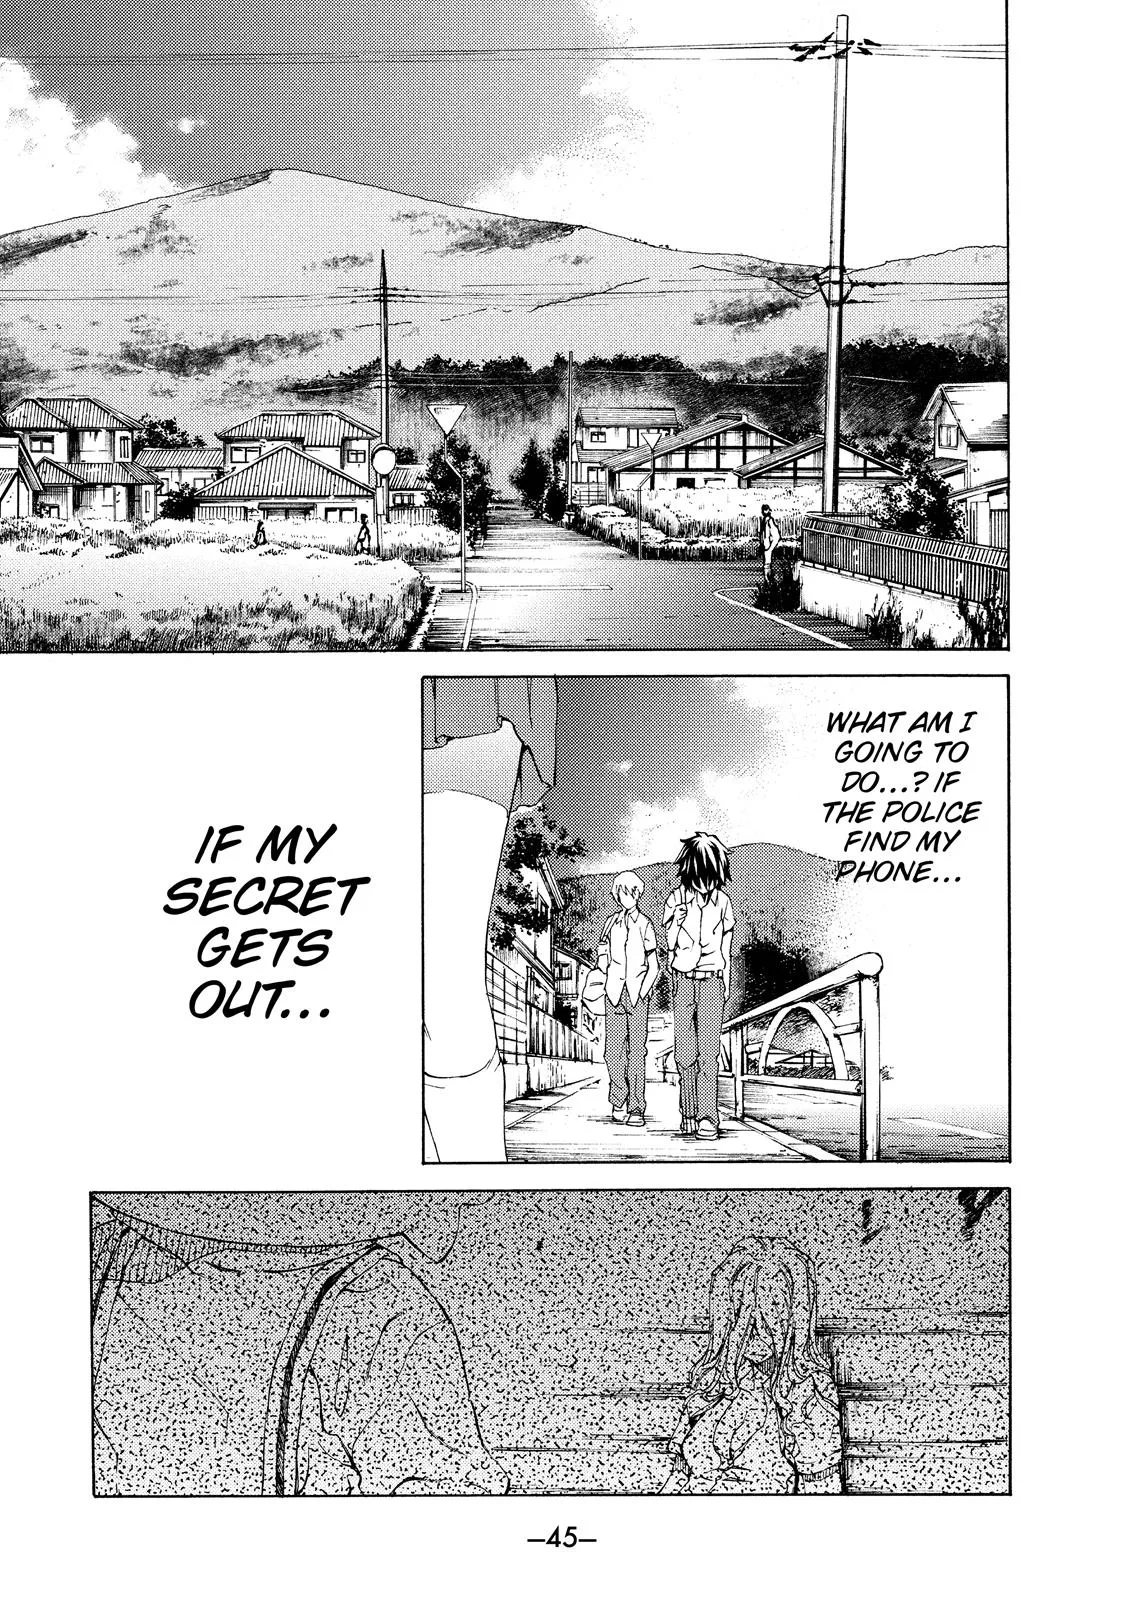 WHAT AM I
GOING TO
DO...? IF
THE POLICE
FIND MY
PHONE...
IF MY
SECRET
GETS
OUT...
–45–